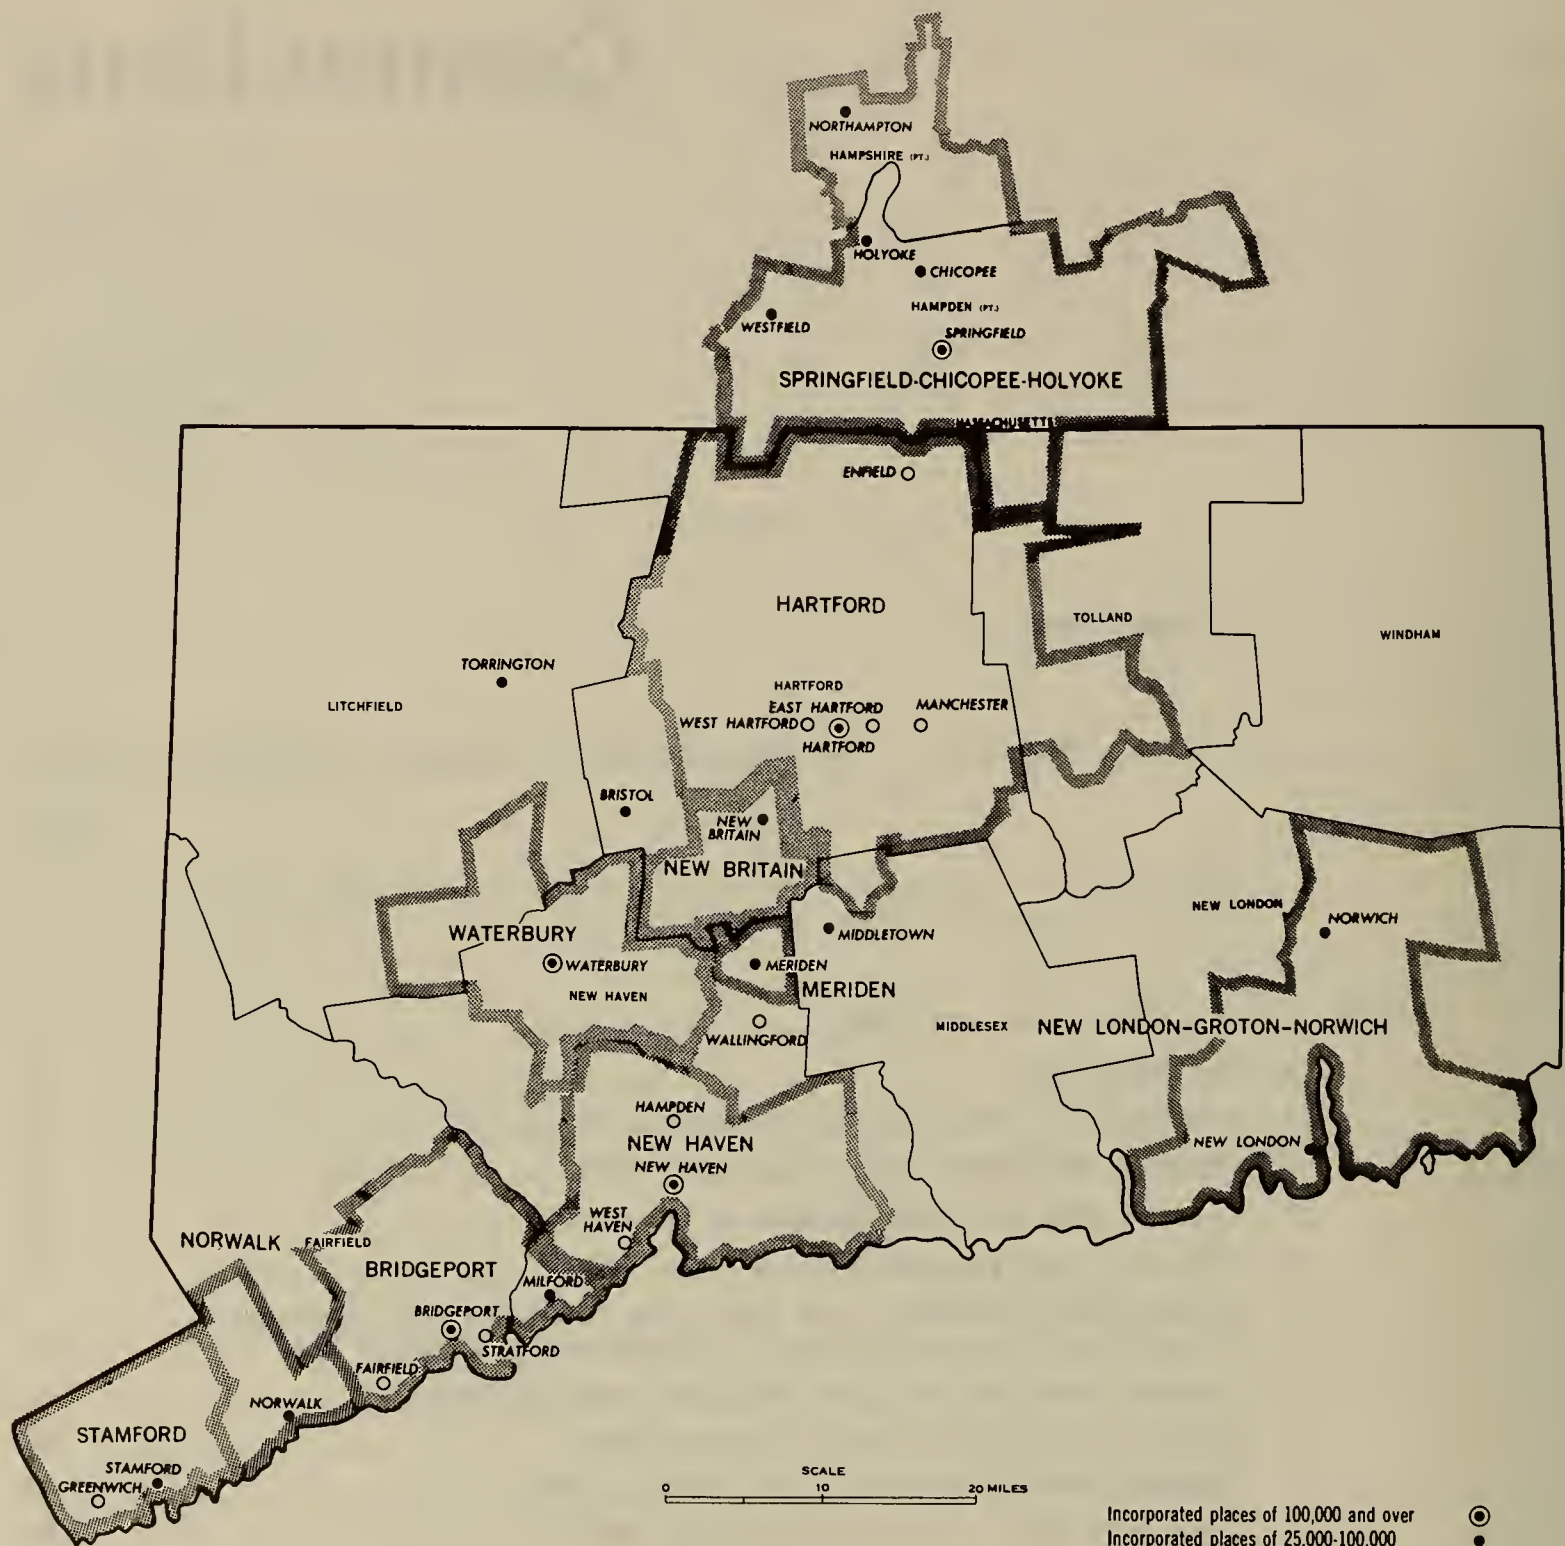 NORTHAMPTON
HAMPSHIRE (PT.)
HOLYOKE
CHICOPEE
HAMPDEN (PT.)
WESTFIELD
SPRINGFIELD
SPRINGFIELD-CHICOPEE-HOLYOKE
MASSACHUSETTS
ENFIELD
HARTFORD
TOLLAND
WINDHAM
TORRINGTON
LITCHFIELD
HARTFORD
EAST HARTFORD
MANCHESTER
WEST HARTFORD
HARTFORD
BRISTOL
NEW
BRITAIN
NEW BRITAIN
NEW LONDON
NORWICH
WATERBURY
MIDDLETOWN
WATERBURY
MERIDEN
NEW HAVEN
MERIDEN
MIDDLESEX
NEW LONDON-GROTON-NORWICH
WALLINGFORD
HAMPDEN
NEW HAVEN
NEW LONDON
NEW HAVEN
WEST
HAVEN
NORWALK
FAIRFIELD
BRIDGEPORT
MILFORD
BRIDGEPORT
STRATFORD
FAIRFIELD
NORWALK
STAMFORD
STAMFORD
GREENWICH
SCALE
0 10 20 MILES
Incorporated places of 100,000 and over
Incorporated places of 25,000-100,000